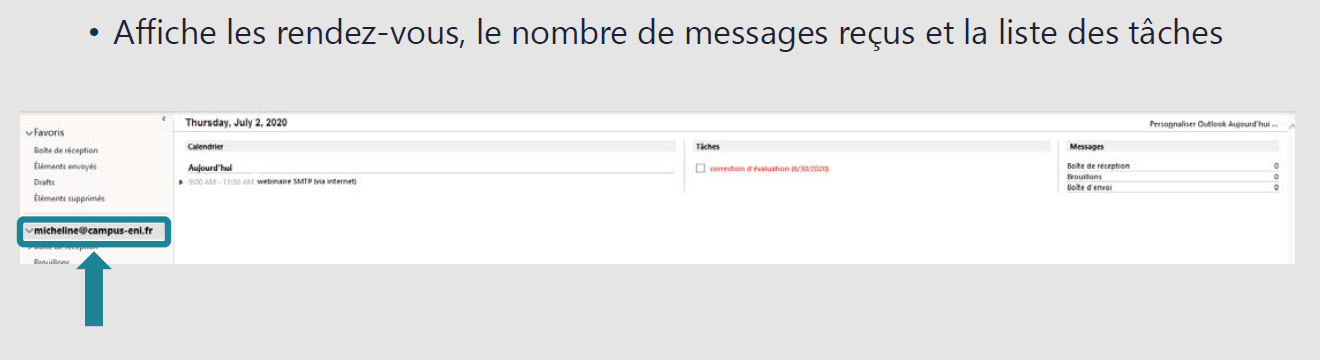 • Affiche les rendez-vous, le nombre de messages reçus et la liste des tâches
Favoris
Boîte de réception
Éléments envoyés
Drafts
Éléments supprimés
micheline@campus-eni.fr
Boîte de réception
Brouillons
Thursday, July 2, 2020
Personnaliser Outlook Aujourd'hui ...
Calendrier
Aujourd'hui
9:00 AM - 11:30 AM webinaire SMTP (via internet)
Tâches
correction d'évaluation (6/30/2020)
Messages
Boîte de réception 0
Brouillons 0
Boîte d'envoi 0